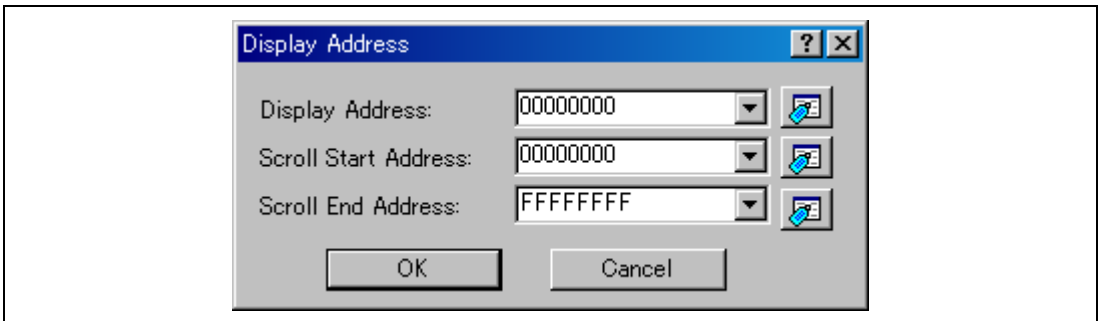 Display Address
Display Address: 00000000
Scroll Start Address: 00000000
Scroll End Address: FFFFFFFF
OK Cancel